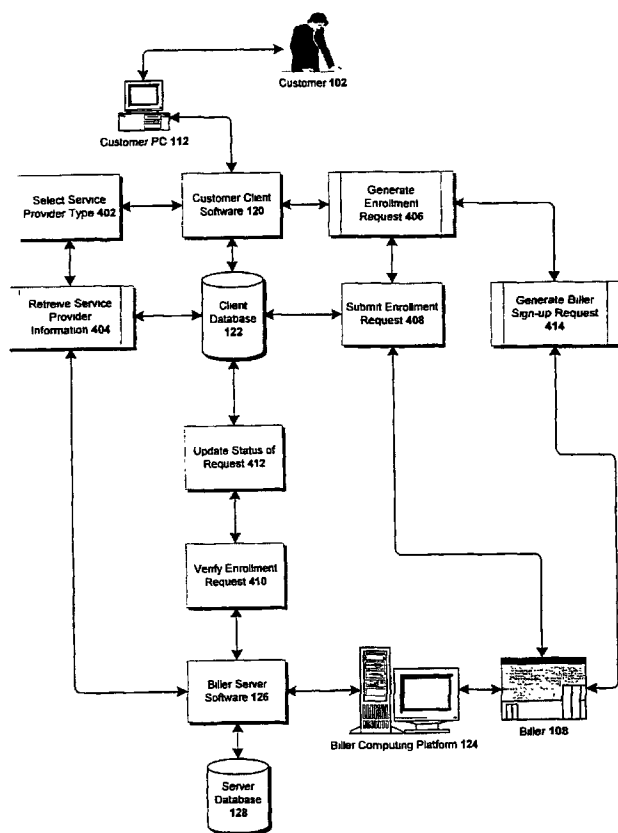 Customer 102
Customer PC 112
Select Service
Provider Type 402
Customer Client
Software 120
Generate
Enrollment
Request 406
Retreive Service
Provider
Information 404
Client
Database
122
Submit Enrollment
Request 408
Generate Biller
Sign-up Request
414
Update Status of
Request 412
Verify Enrollment
Request 410
Biller Server
Software 126
Biller Computing Platform 124
Biller 108
Server
Database
128